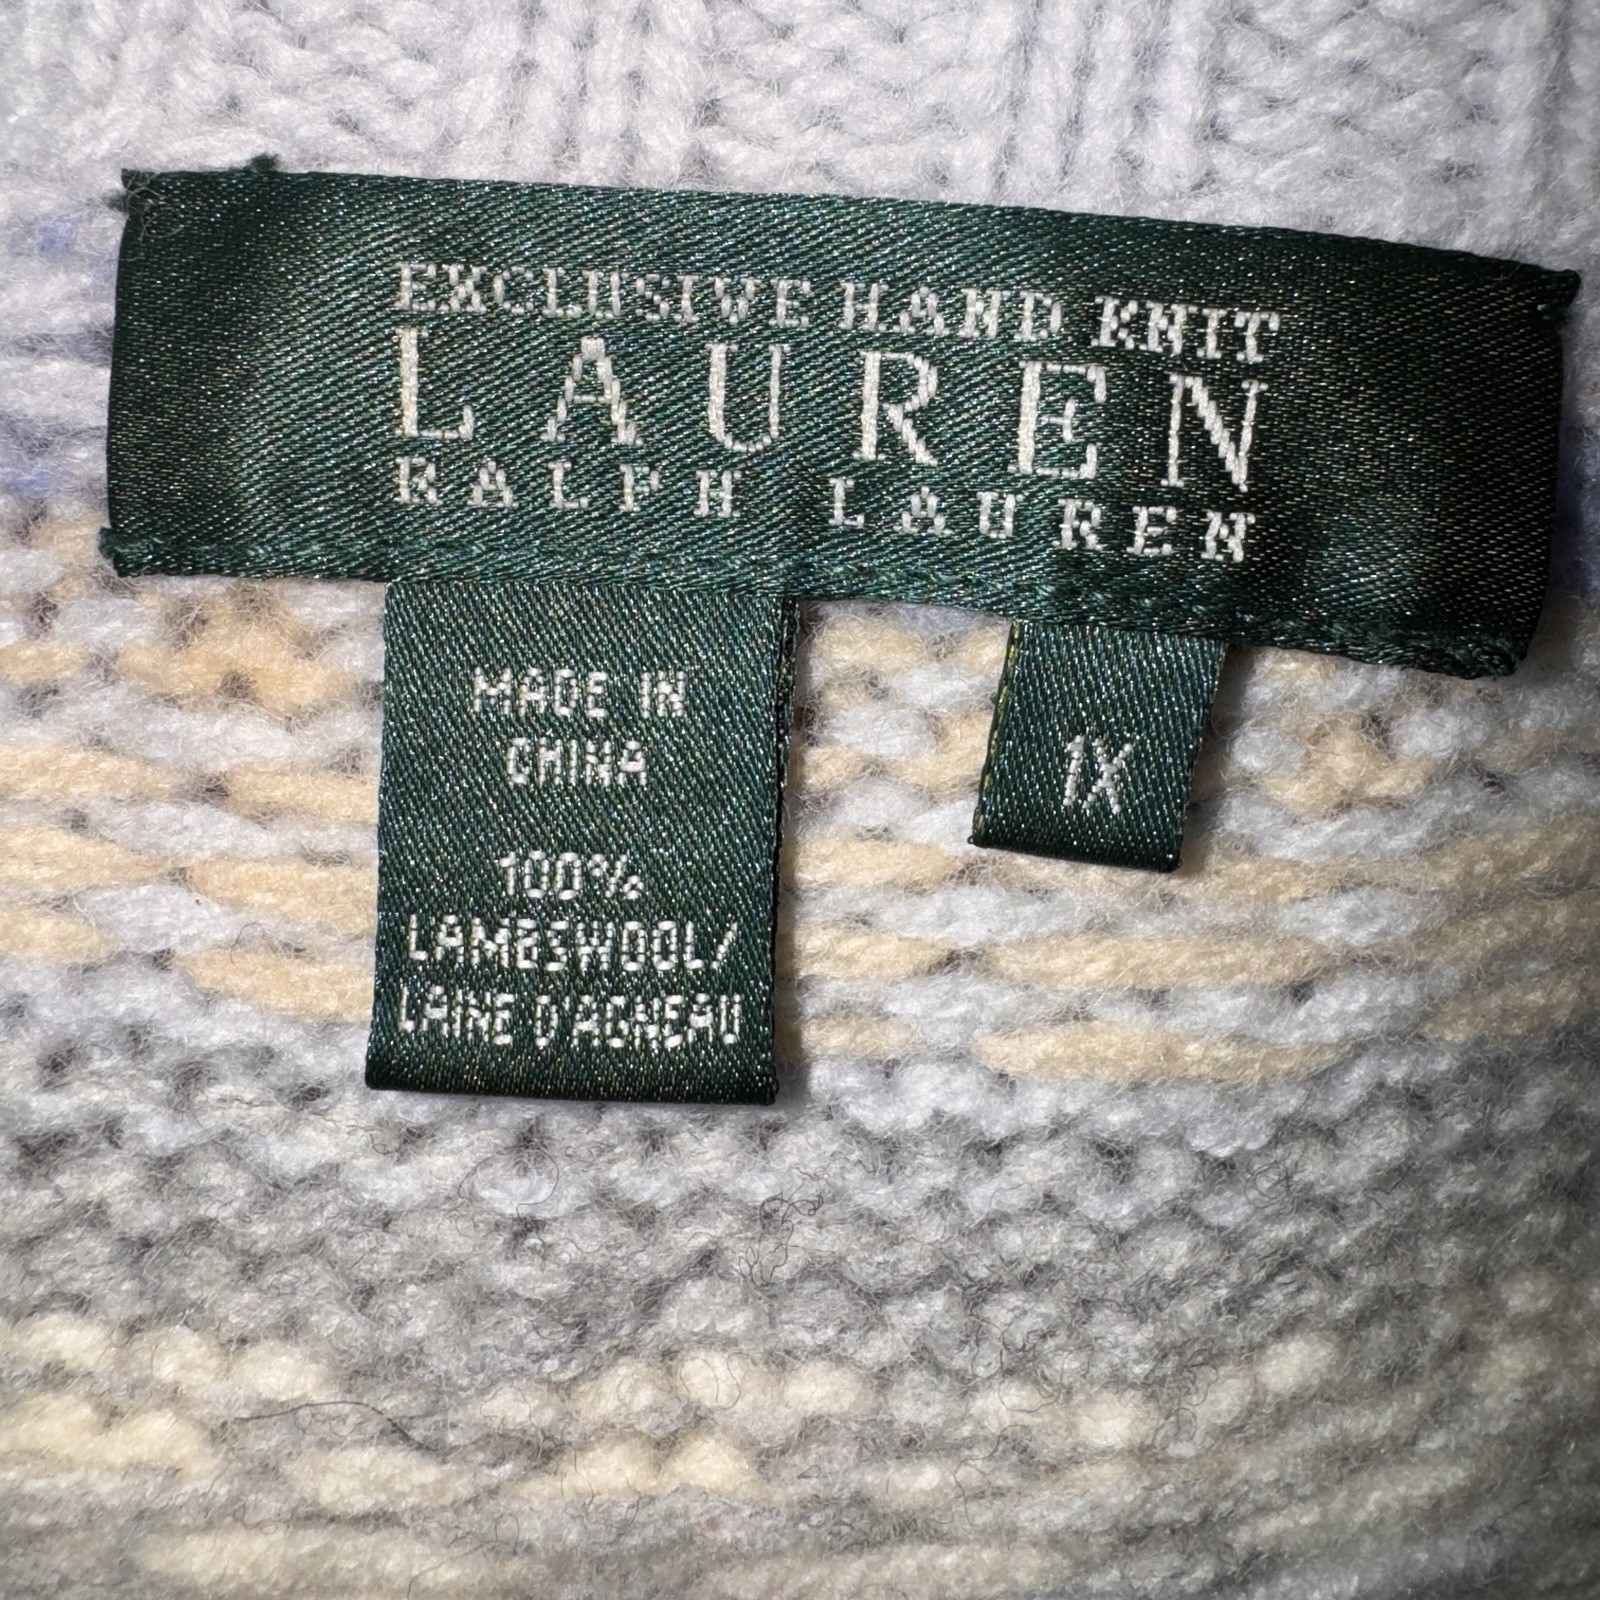 EXCLUSIVE HAND KNIT
LAUREN
RALPH LAUREN
MADE IN
CHINA
100%
LAMBSWOOL/
LAINE D'AGNEAU
1X